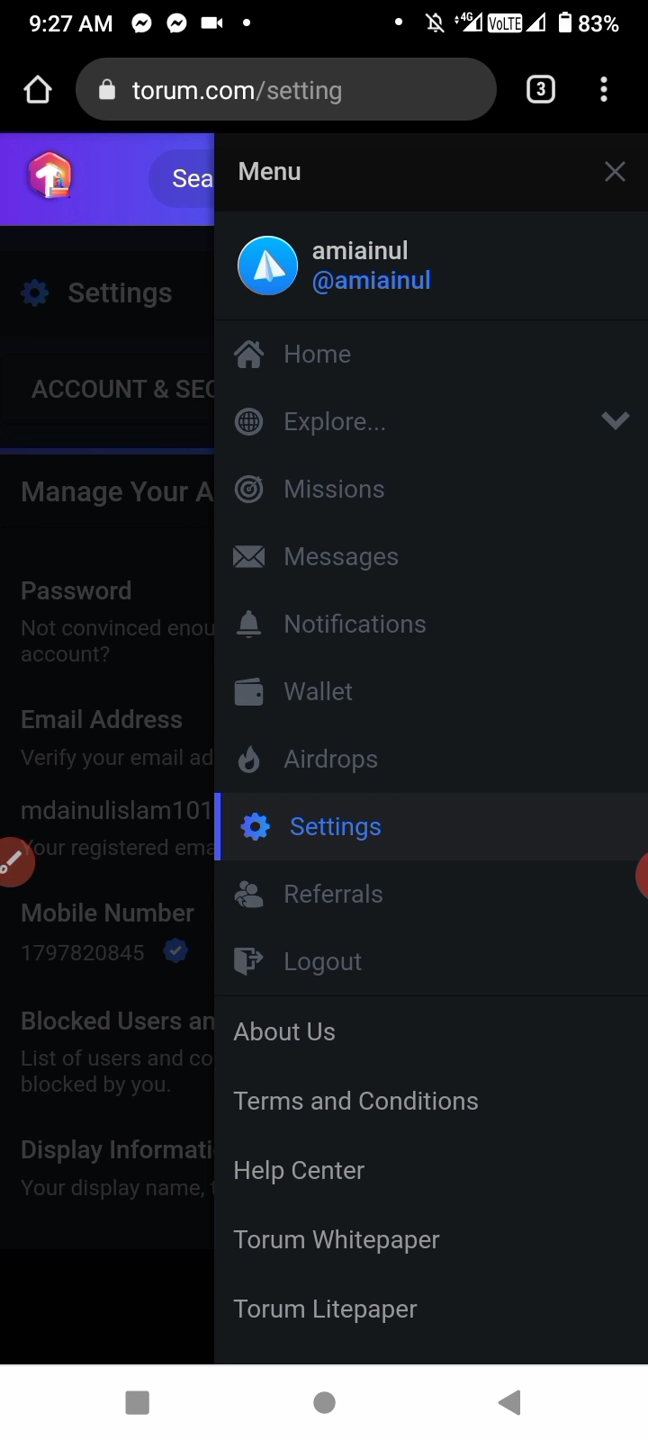 9:27 AM
4G VoLTE 83%
torum.com/setting
3
Sea
Menu
amiainul
@amiainul
Settings
Home
ACCOUNT & SEC
Explore...
Manage Your A
Missions
Messages
Password
Not convinced enou
account?
Notifications
Wallet
Email Address
Verify your email ad
Airdrops
mdainulislam101
Your registered ema
Settings
Referrals
Mobile Number
1797820845
Logout
Blocked Users an
List of users and co
blocked by you.
About Us
Terms and Conditions
Display Informati
Your display name,
Help Center
Torum Whitepaper
Torum Litepaper